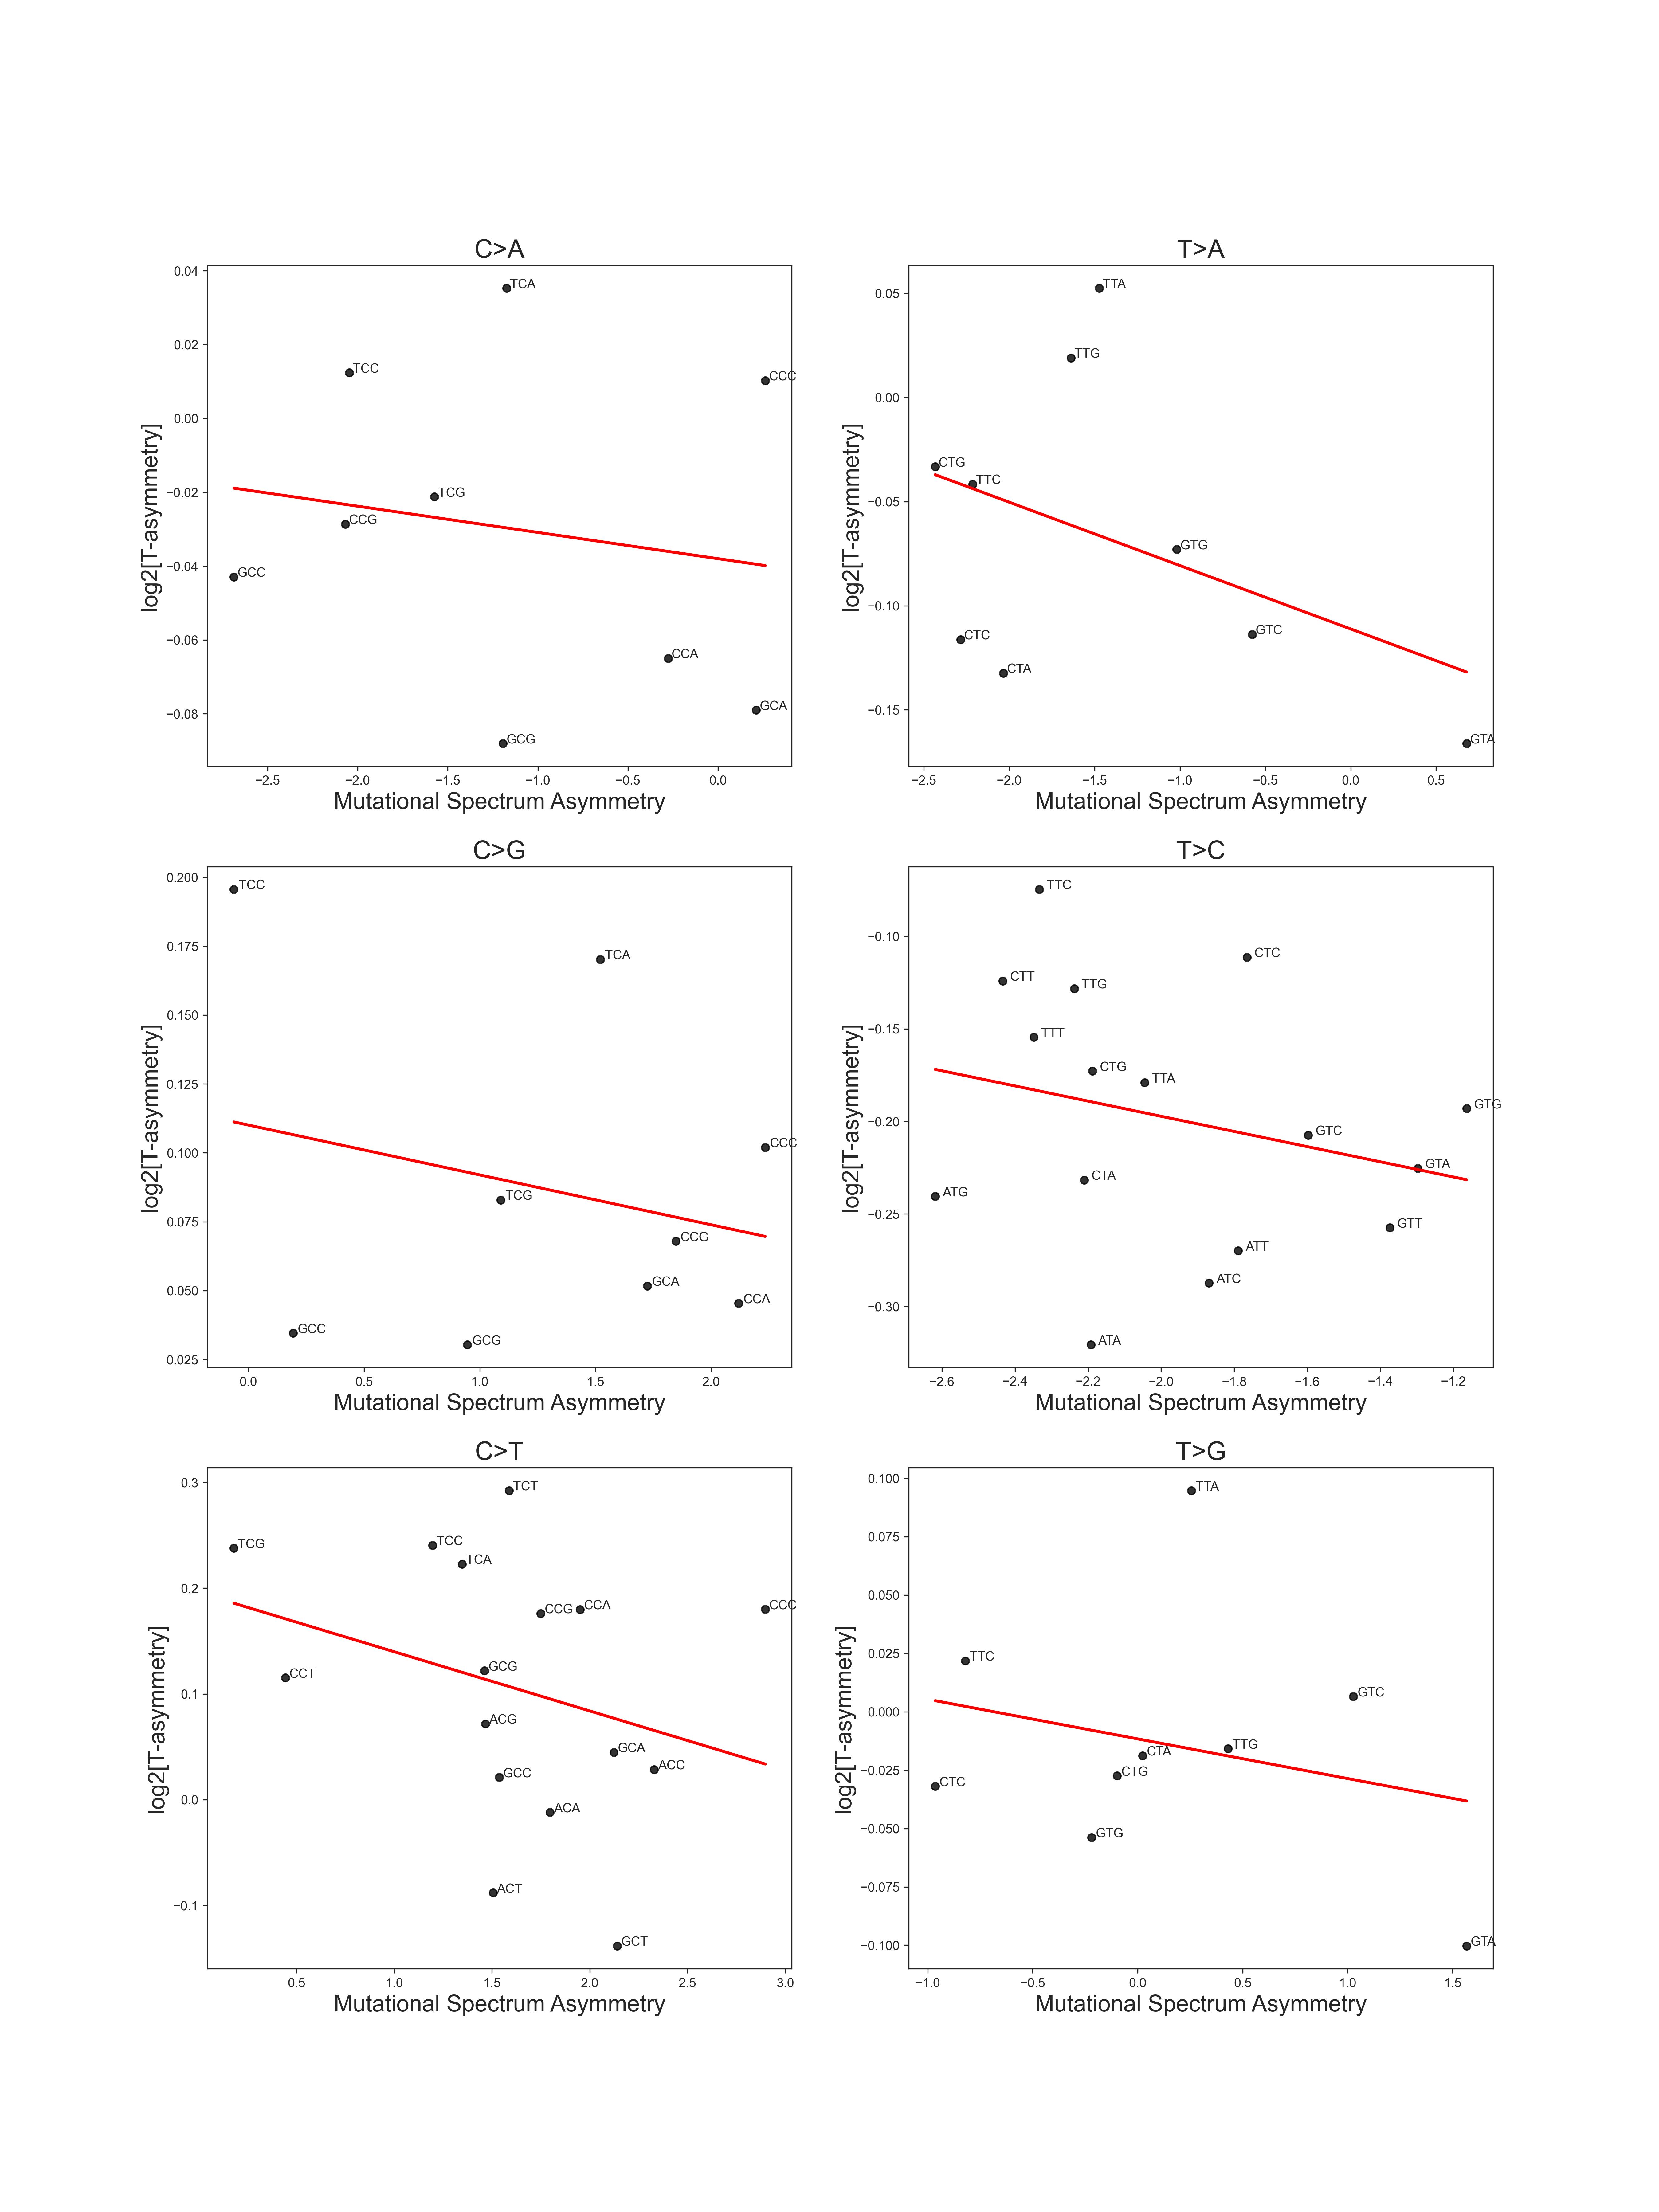 C>A
log2[T-asymmetry]
0.04
0.02
0.00
−0.02
−0.04
−0.06
−0.08
TCA
TCC
CCC
TCG
CCG
GCC
CCA
GCA
GCG
−2.5 −2.0 −1.5 −1.0 −0.5 0.0
Mutational Spectrum Asymmetry
T>A
log2[T-asymmetry]
0.05
0.00
−0.05
−0.10
−0.15
TTA
TTG
CTG
TTC
GTG
GTC
CTC
CTA
GTA
−2.5 −2.0 −1.5 −1.0 −0.5 0.0 0.5
Mutational Spectrum Asymmetry
C>G
log2[T-asymmetry]
0.200
0.175
0.150
0.125
0.100
0.075
0.050
0.025
TCC
TCA
CCC
TCG
CCG
GCA
CCA
GCC
GCG
0.0 0.5 1.0 1.5 2.0
Mutational Spectrum Asymmetry
T>C
log2[T-asymmetry]
−0.10
−0.15
−0.20
−0.25
−0.30
TTC
CTC
CTT
TTG
TTT
CTG
TTA
GTG
GTC
GTA
CTA
ATG
GTT
ATT
ATC
ATA
−2.6 −2.4 −2.2 −2.0 −1.8 −1.6 −1.4 −1.2
Mutational Spectrum Asymmetry
C>T
log2[T-asymmetry]
0.3
0.2
0.1
0.0
−0.1
TCT
TCG
TCC
TCA
CCG
CCA
CCC
GCG
CCT
ACG
GCA
ACC
GCC
ACA
ACT
GCT
0.5 1.0 1.5 2.0 2.5 3.0
Mutational Spectrum Asymmetry
T>G
log2[T-asymmetry]
0.100
0.075
0.050
0.025
0.000
−0.025
−0.050
−0.075
−0.100
TTA
TTC
GTC
TTG
CTA
CTG
CTC
GTG
GTA
−1.0 −0.5 0.0 0.5 1.0 1.5
Mutational Spectrum Asymmetry